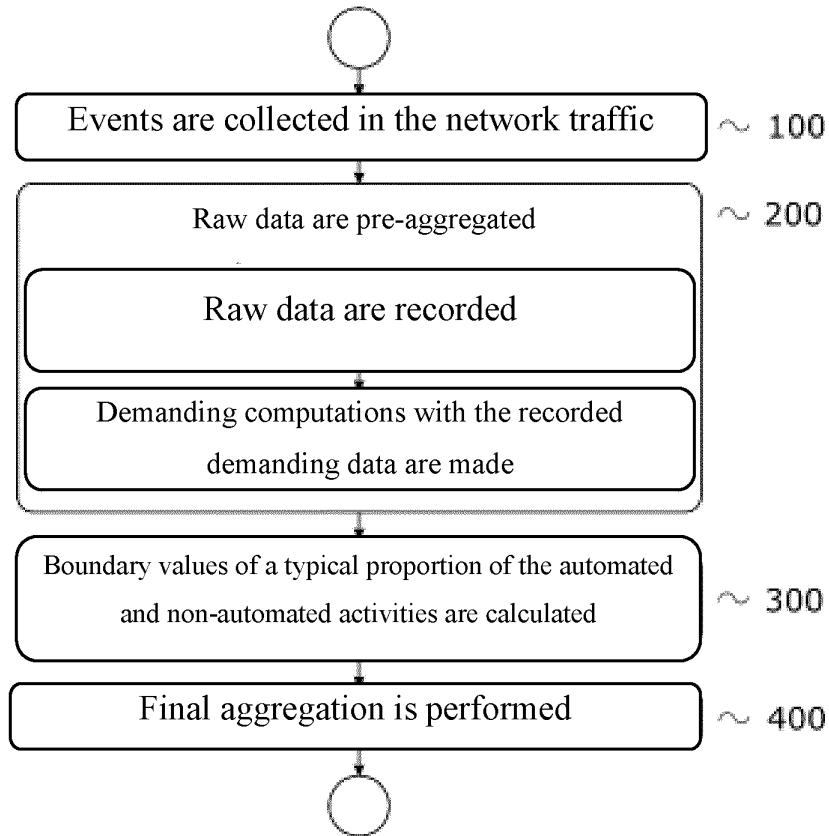 Events are collected in the network traffic
~ 100
Raw data are pre-aggregated
~ 200
Raw data are recorded
Demanding computations with the recorded
demanding data are made
Boundary values of a typical proportion of the automated
and non-automated activities are calculated
~ 300
Final aggregation is performed
~ 400